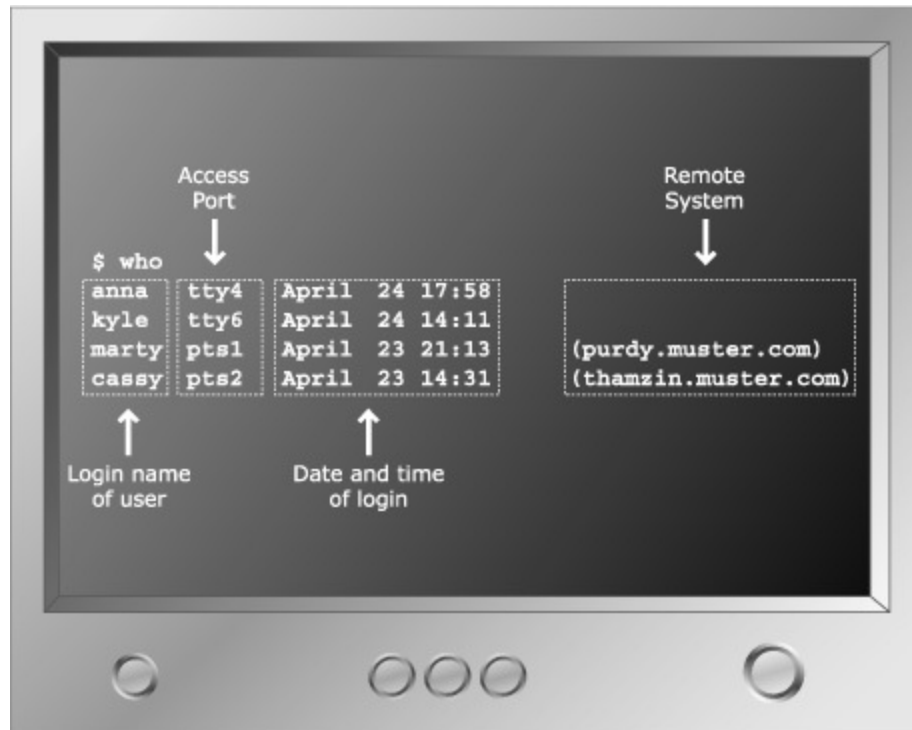 Access
Port
Remote
System
$ who
anna tty4 April 24 17:58
kyle tty6 April 24 14:11
marty pts1 April 23 21:13 (purdy.muster.com)
cassy pts2 April 23 14:31 (thamzin.muster.com)
Login name
of user
Date and time
of login